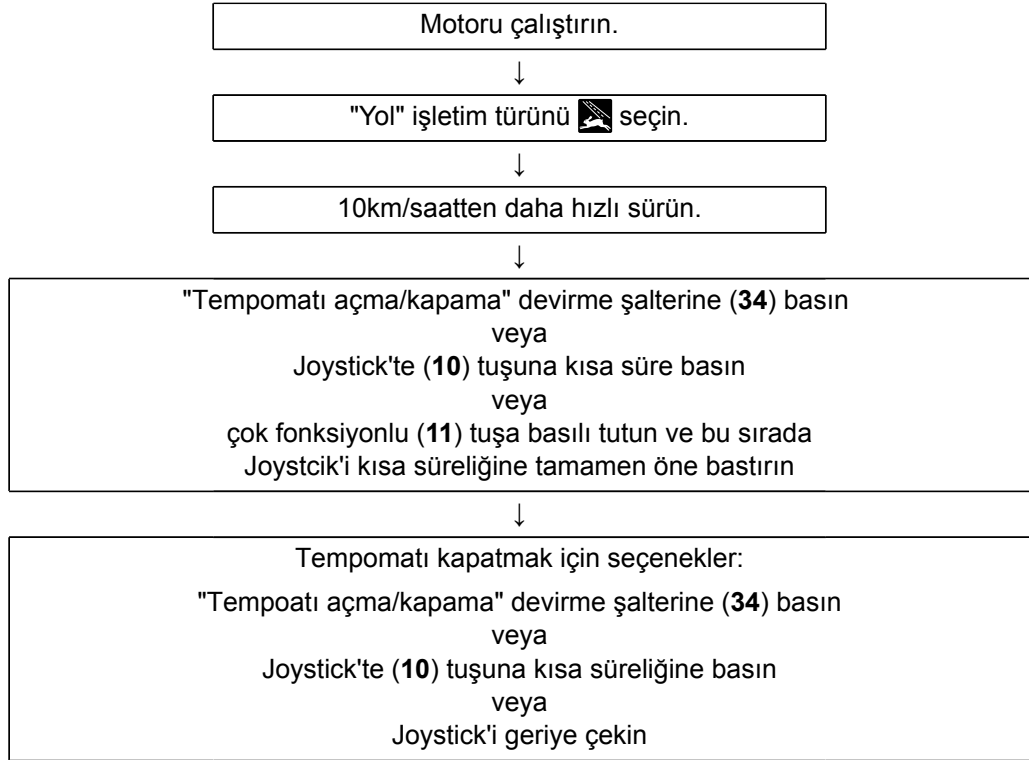 Motoru çalıştırın.
↓
"Yol" işletim türünü seçin.
↓
10km/saatten daha hızlı sürün.
↓
"Tempomatı açma/kapama" devirme şalterine (34) basın
veya
Joystick'te (10) tuşuna kısa süre basın
veya
çok fonksiyonlu (11) tuşa basılı tutun ve bu sırada
Joystcik'i kısa süreliğine tamamen öne bastırın
↓
Tempomatı kapatmak için seçenekler:
"Tempoatı açma/kapama" devirme şalterine (34) basın
veya
Joystick'te (10) tuşuna kısa süreliğine basın
veya
Joystick'i geriye çekin